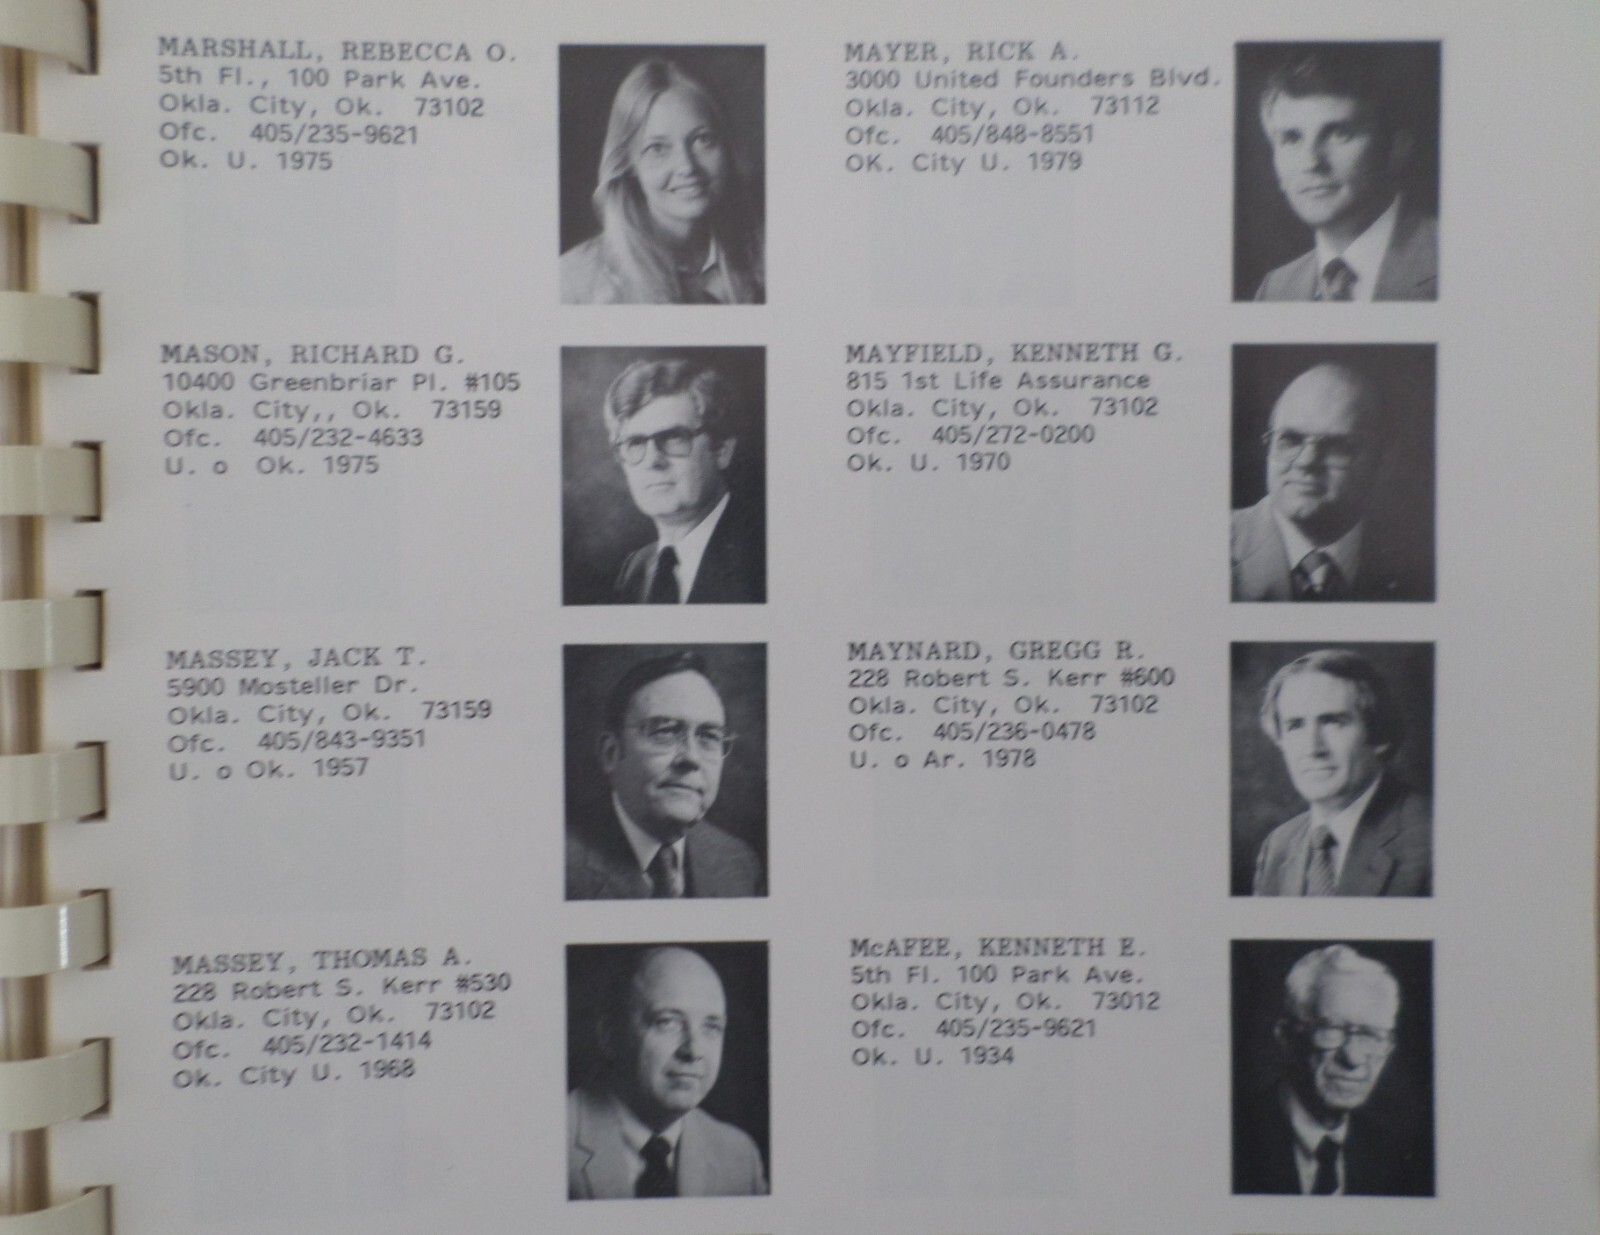 MARSHALL, REBECCA O.
5th Fl., 100 Park Ave.
Okla. City, Ok. 73102
Ofc. 405/235-9621
Ok. U. 1975
MASON, RICHARD G.
10400 Greenbriar Pl. #105
Okla. City,, Ok. 73159
Ofc. 405/232-4633
U. o Ok. 1975
MASSEY, JACK T.
5900 Mosteller Dr.
Okla. City, Ok. 73159
Ofc. 405/843-9351
U. o Ok. 1957
MASSEY, THOMAS A.
228 Robert S. Kerr #530
Okla. City, Ok. 73102
Ofc. 405/232-1414
Ok. City U. 1968
MAYER, RICK A.
3000 United Founders Blvd.
Okla. City, Ok. 73112
Ofc. 405/848-8551
OK. City U. 1979
MAYFIELD, KENNETH G.
815 1st Life Assurance
Okla. City, Ok. 73102
Ofc. 405/272-0200
Ok. U. 1970
MAYNARD, GREGG R.
228 Robert S. Kerr #600
Okla. City, Ok. 73102
Ofc. 405/236-0478
U. o Ar. 1978
McAFEE, KENNETH E.
5th Fl. 100 Park Ave.
Okla. City, Ok. 73012
Ofc. 405/235-9621
Ok. U. 1934